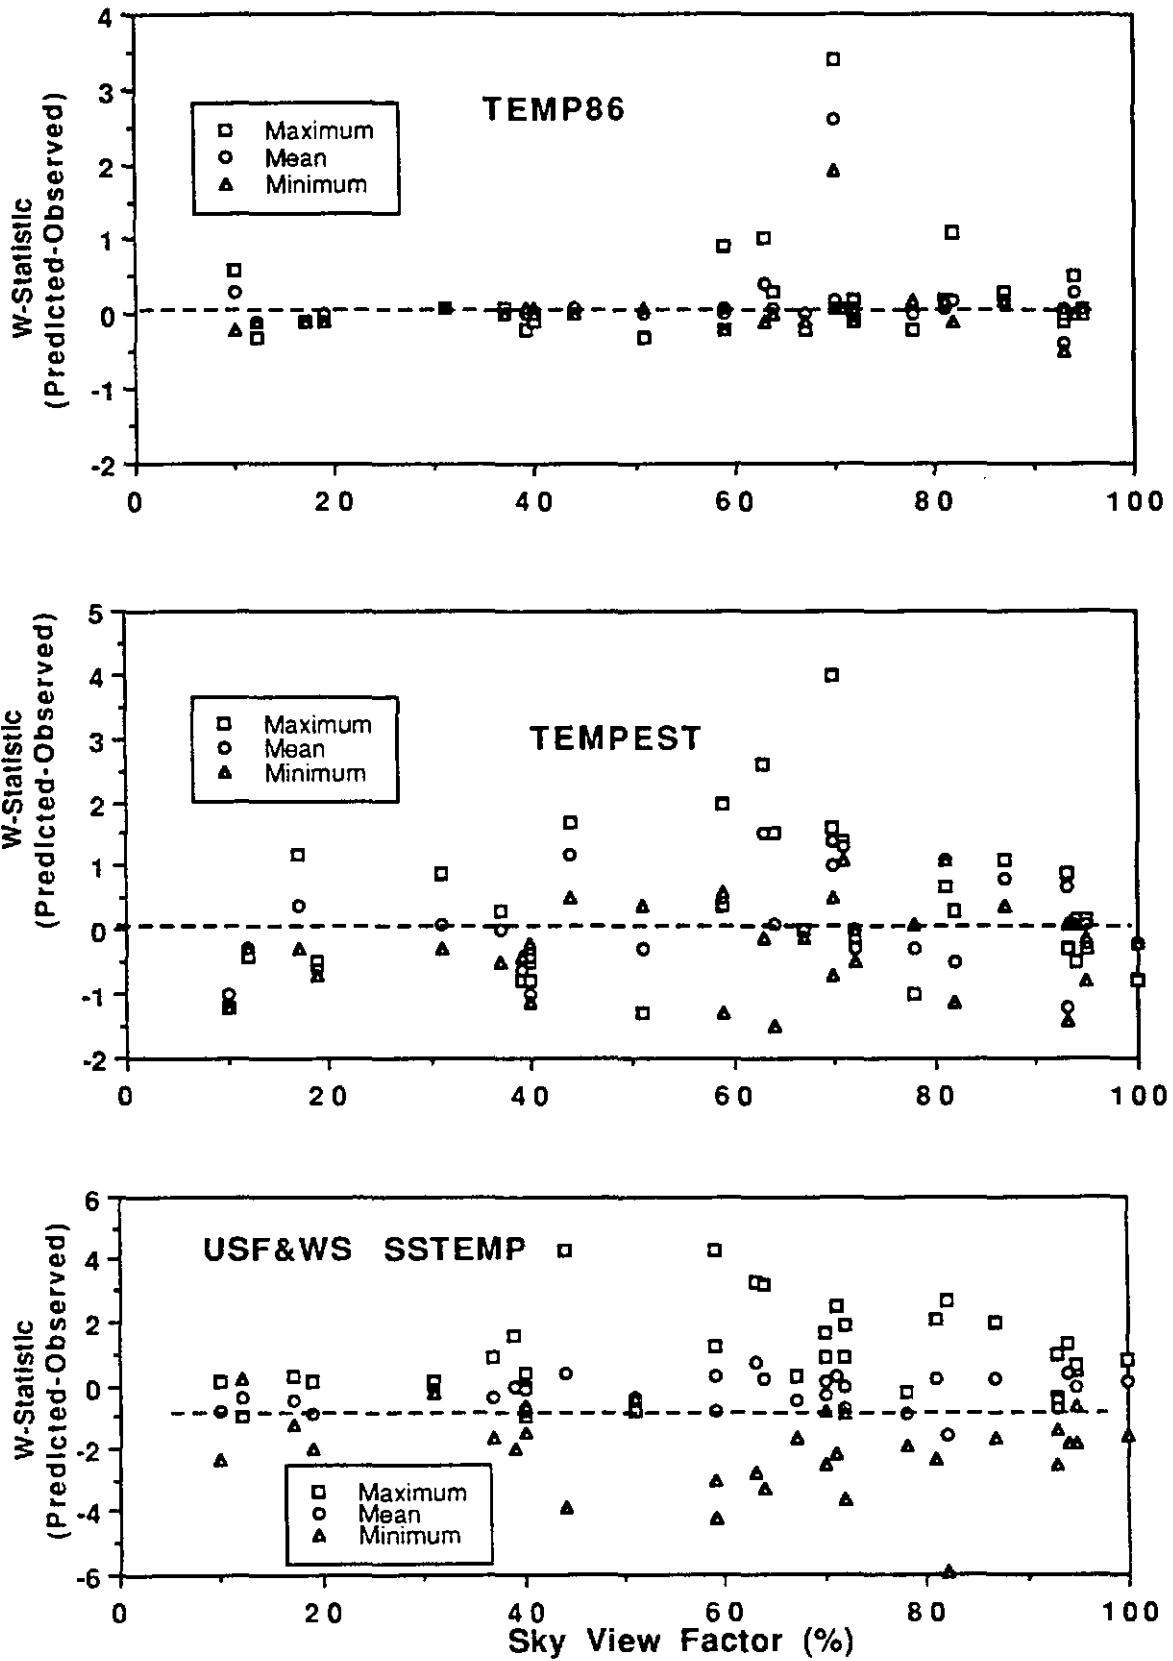 4
3
2
1
0
-1
-2
W-Statistic
(Predicted-Observed)
TEMP86
Maximum
Mean
Minimum
0 20 40 60 80 100
5
4
3
2
1
0
-1
-2
W-Statistic
(Predicted-Observed)
TEMPEST
Maximum
Mean
Minimum
0 20 40 60 80 100
6
4
2
0
-2
-4
-6
W-Statistic
(Predicted-Observed)
USF&WS SSTEMP
Maximum
Mean
Minimum
0 20 40 60 80 100
Sky View Factor (%)